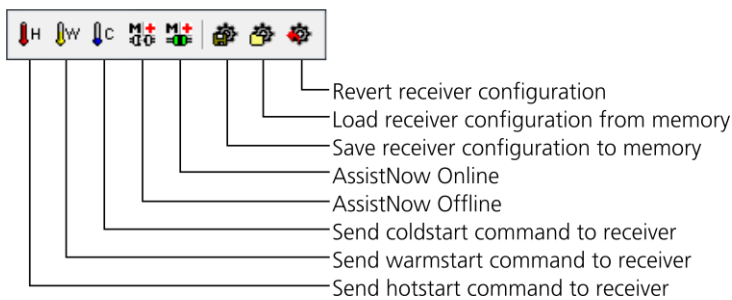 H W C M M
Revert receiver configuration
Load receiver configuration from memory
Save receiver configuration to memory
AssistNow Online
AssistNow Offline
Send coldstart command to receiver
Send warmstart command to receiver
Send hotstart command to receiver